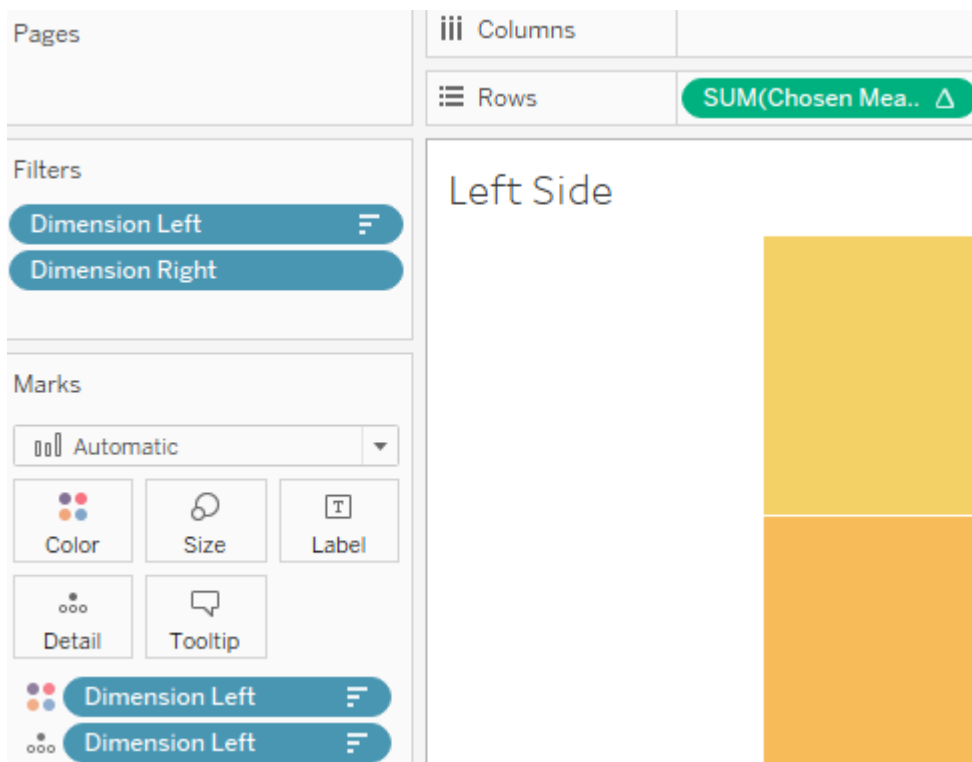 Pages
Columns
Rows
SUM(Chosen Mea.. Δ
Filters
Dimension Left
Dimension Right
Left Side
Marks
Automatic
Color
Size
T
Label
Detail
Tooltip
Dimension Left
Dimension Left